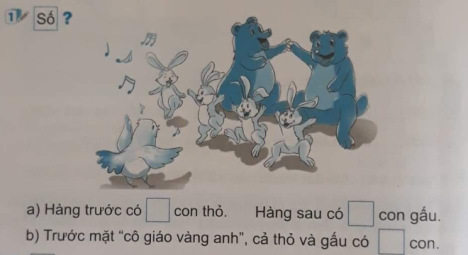 1 Số ?
a) Hàng trước có con thỏ. Hàng sau có con gấu.
b) Trước mặt “cô giáo vàng anh”, cả thỏ và gấu có con.